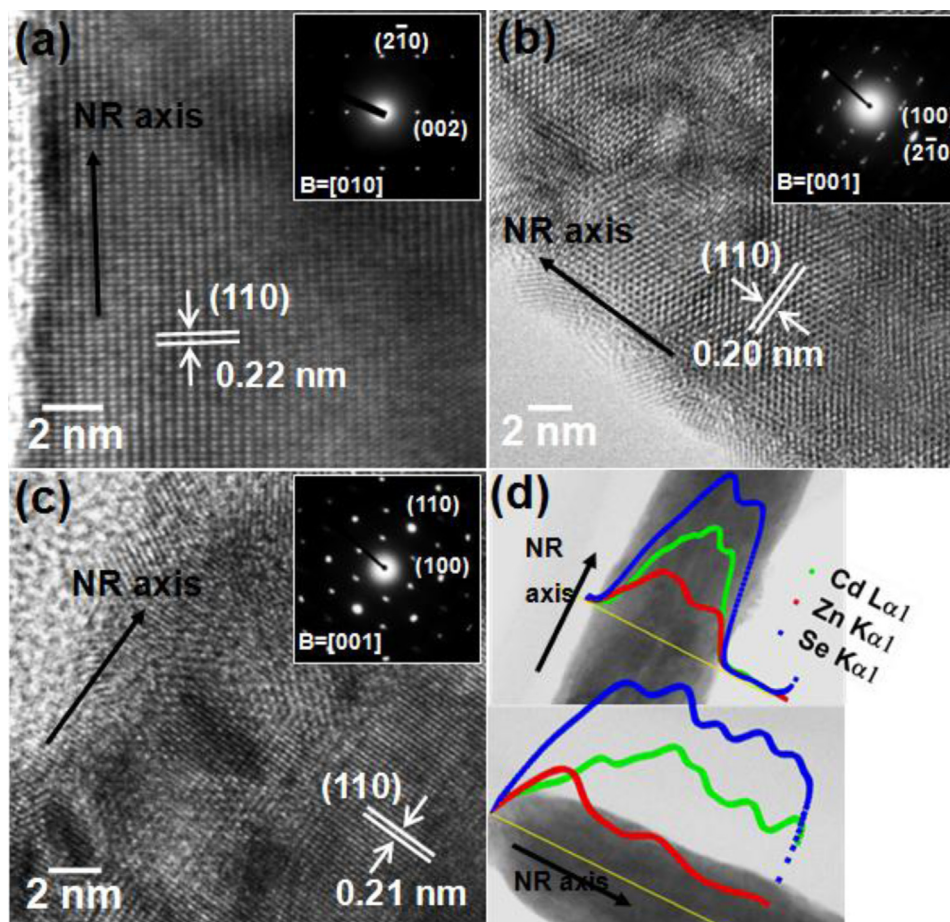 (a)
(2̄10)
NR axis
(002)
B=[010]
(110)
0.22 nm
2 nm
(b)
(100
(2̄10)
B=[001]
NR axis
(110)
0.20 nm
2 nm
(c)
(110)
(100)
NR axis
B=[001]
(110)
0.21 nm
2 nm
(d)
NR
axis
Cd Lα1
Zn Kα1
Se Kα1
NR axis